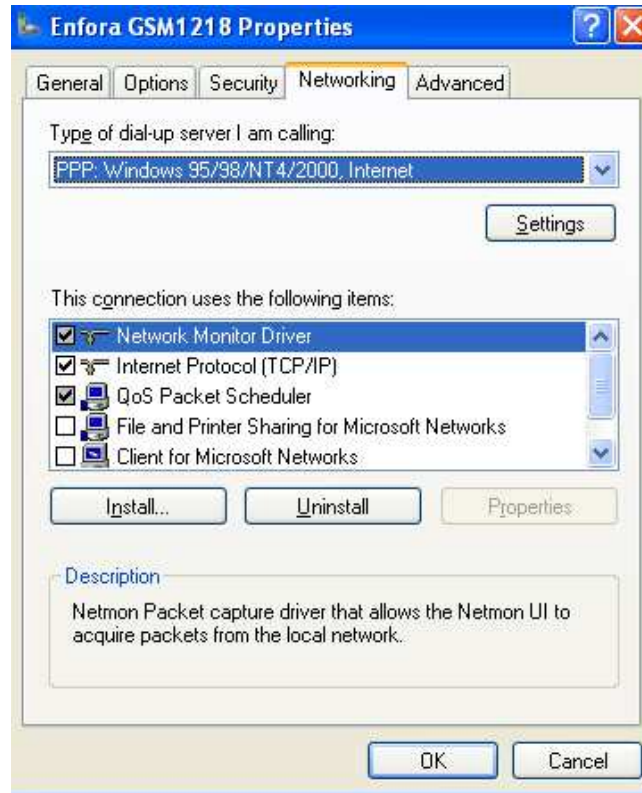 Enfora GSM1218 Properties
General Options Security Networking Advanced
Type of dial-up server I am calling:
PPP: Windows 95/98/NT4/2000, Internet
Settings
This connection uses the following items:
Network Monitor Driver
Internet Protocol (TCP/IP)
QoS Packet Scheduler
File and Printer Sharing for Microsoft Networks
Client for Microsoft Networks
Install... Uninstall Properties
Description
Netmon Packet capture driver that allows the Netmon UI to
acquire packets from the local network.
OK Cancel